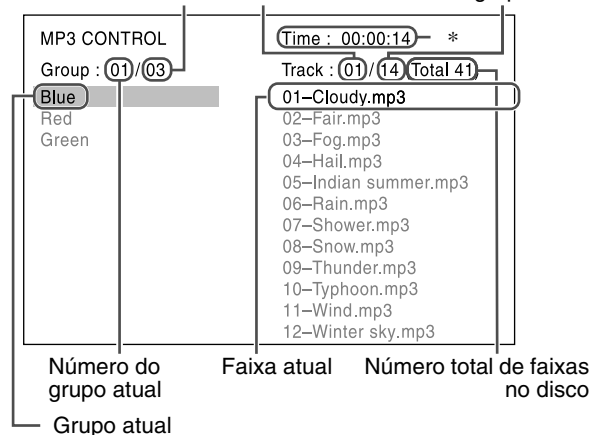 MP3 CONTROL
Time : 00:00:14 *
Group : 01/03
Track : 01/14 Total 41
Blue
Red
Green
01–Cloudy.mp3
02–Fair.mp3
03–Fog.mp3
04–Hail.mp3
05–Indian summer.mp3
06–Rain.mp3
07–Shower.mp3
08–Snow.mp3
09–Thunder.mp3
10–Typhoon.mp3
11–Wind.mp3
12–Winter sky.mp3
Número do
grupo atual
Faixa atual
Número total de faixas
no disco
Grupo atual